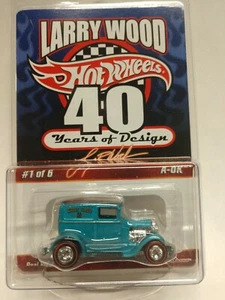 LARRY WOOD
Hot Wheels
40
Years of Design
#1 of 6
A-OK